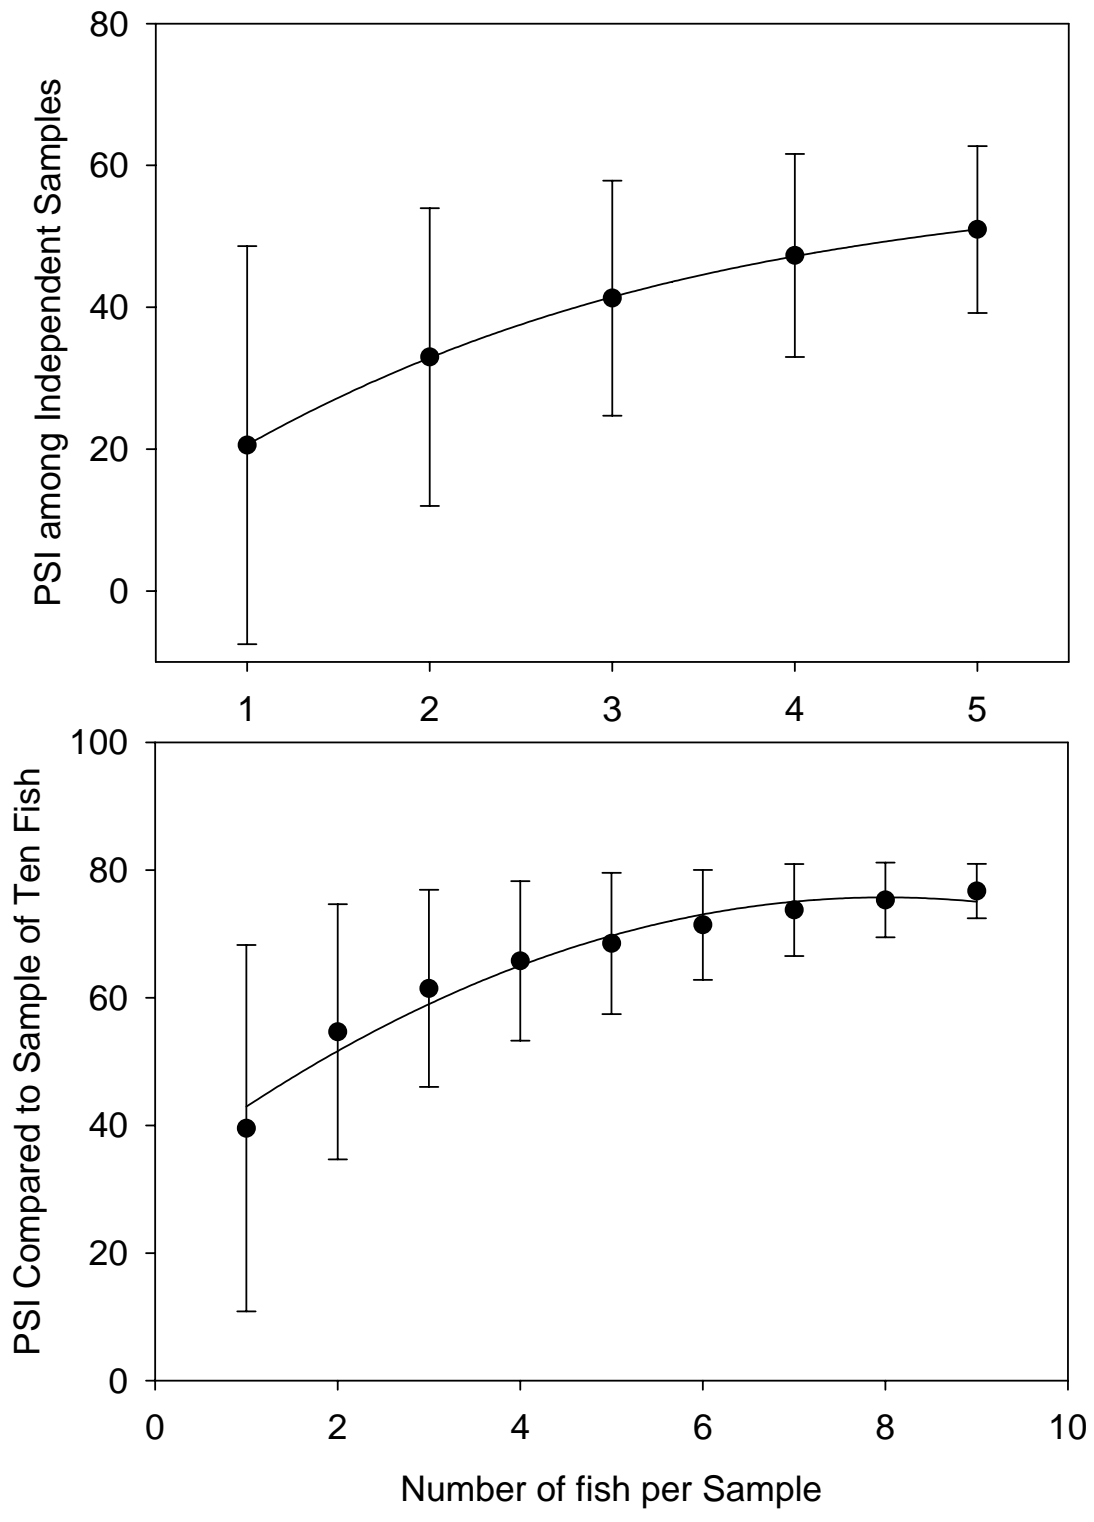 PSI among Independent Samples
80
60
40
20
0
1 2 3 4 5
PSI Compared to Sample of Ten Fish
100
80
60
40
20
0
0 2 4 6 8 10
Number of fish per Sample